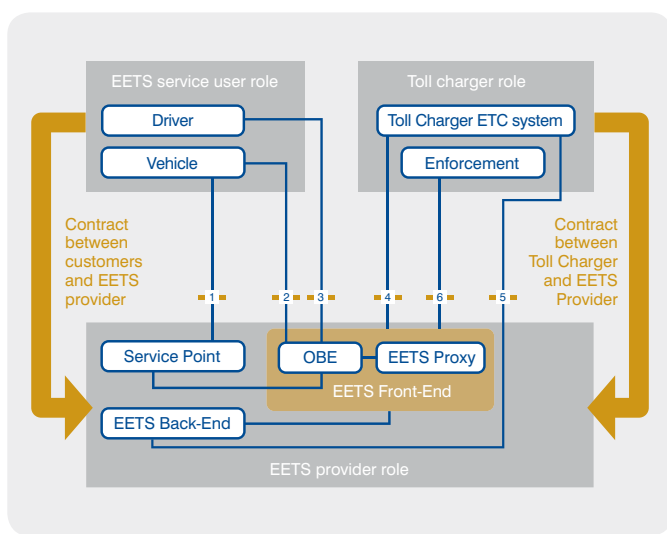 EETS service user role
Toll charger role
Driver
Toll Charger ETC system
Vehicle
Enforcement
Contract
between
customers
and EETS
provider
Contract
between
Toll Charger
and EETS
Provider
1
2
3
4
6
5
Service Point
OBE
EETS Proxy
EETS Front-End
EETS Back-End
EETS provider role